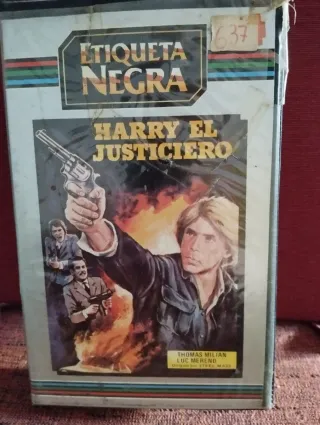 ETIQUETA
NEGRA
637
HARRY EL
JUSTICIERO
THOMAS MILIAN
LUC MERENDA